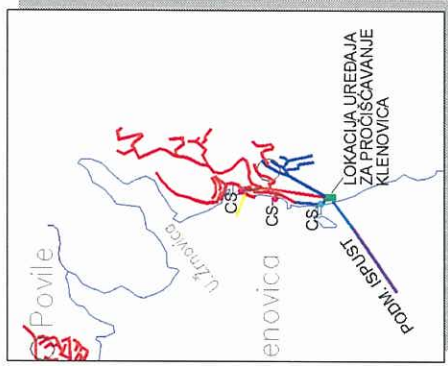 Povile
U.Žrnovica
CS
CS
CS
enovica
LOKACIJA UREĐAJA
ZA PROČIŠĆAVANJE
KLENOVICA
PODM. ISPUST